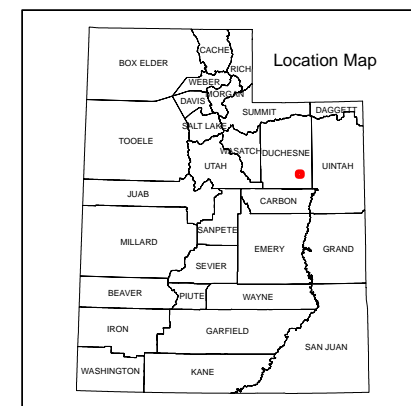 Location Map
BOX ELDER
CACHE
RICH
WEBER
MORGAN
DAVIS
SUMMIT
DAGGETT
SALT LAKE
TOOELE
WASATCH
DUCHESNE
UINTAH
UTAH
JUAB
CARBON
SANPETE
MILLARD
EMERY
GRAND
SEVIER
BEAVER
PIUTE
WAYNE
IRON
GARFIELD
SAN JUAN
WASHINGTON
KANE